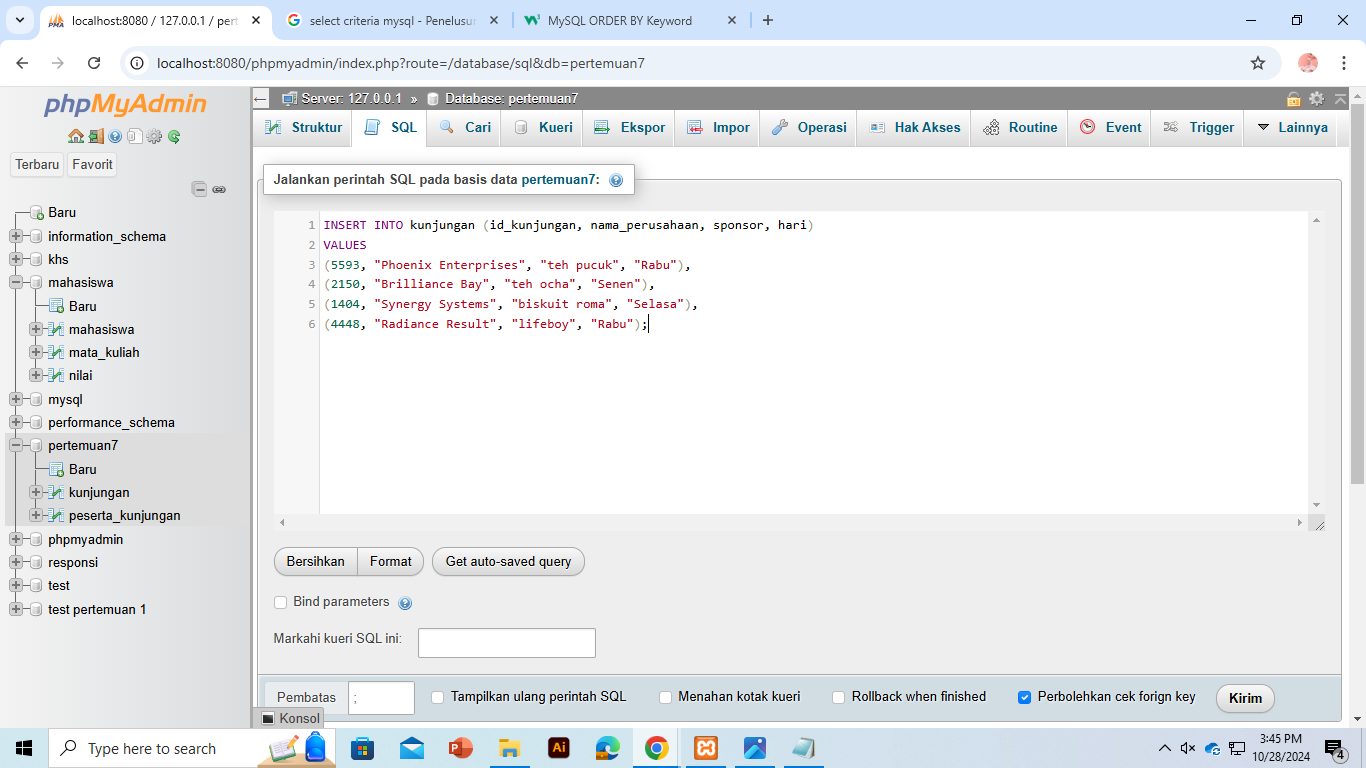 localhost:8080 / 127.0.0.1 / pert
select criteria mysql - Penelusur
MySQL ORDER BY Keyword
localhost:8080/phpmyadmin/index.php?route=/database/sql&db=pertemuan7
phpMyAdmin
Terbaru Favorit
Baru
information_schema
khs
mahasiswa
Baru
mahasiswa
mata_kuliah
nilai
mysql
performance_schema
pertemuan7
Baru
kunjungan
peserta_kunjungan
phpmyadmin
responsi
test
test pertemuan 1
Server: 127.0.0.1 » Database: pertemuan7
Struktur SQL Cari Kueri Ekspor Impor Operasi Hak Akses Routine Event Trigger Lainnya
Jalankan perintah SQL pada basis data pertemuan7:
1 INSERT INTO kunjungan (id_kunjungan, nama_perusahaan, sponsor, hari)
2 VALUES
3 (5593, "Phoenix Enterprises", "teh pucuk", "Rabu"),
4 (2150, "Brilliance Bay", "teh ocha", "Senen"),
5 (1404, "Synergy Systems", "biskuit roma", "Selasa"),
6 (4448, "Radiance Result", "lifeboy", "Rabu");
Bersihkan Format Get auto-saved query
Bind parameters
Markahi kueri SQL ini:
Pembatas ; Tampilkan ulang perintah SQL Menahan kotak kueri Rollback when finished Perbolehkan cek forign key Kirim
Konsol
Type here to search
3:45 PM
10/28/2024
4